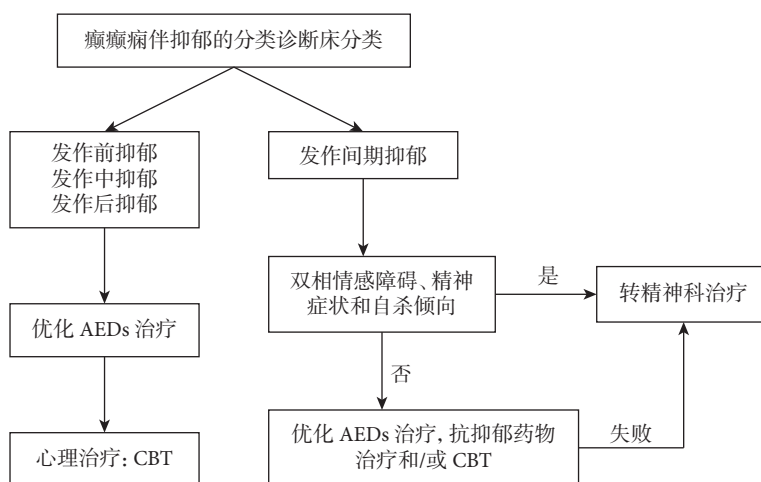 癫癫痫伴抑郁的分类诊断床分类
发作前抑郁
发作中抑郁
发作后抑郁
发作间期抑郁
双相情感障碍、精神
症状和自杀倾向
是
转精神科治疗
优化 AEDs 治疗
否
优化 AEDs 治疗，抗抑郁药物
治疗和/或 CBT
失败
心理治疗: CBT